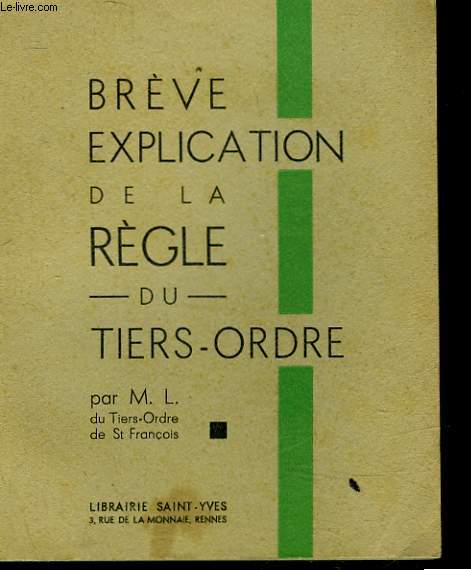 Le-livre.com
BRÈVE
EXPLICATION
DE LA
RÈGLE
— DU —
TIERS-ORDRE
par M. L.
du Tiers-Ordre
de St François
LIBRAIRIE SAINT-YVES
3, RUE DE LA MONNAIE, RENNES